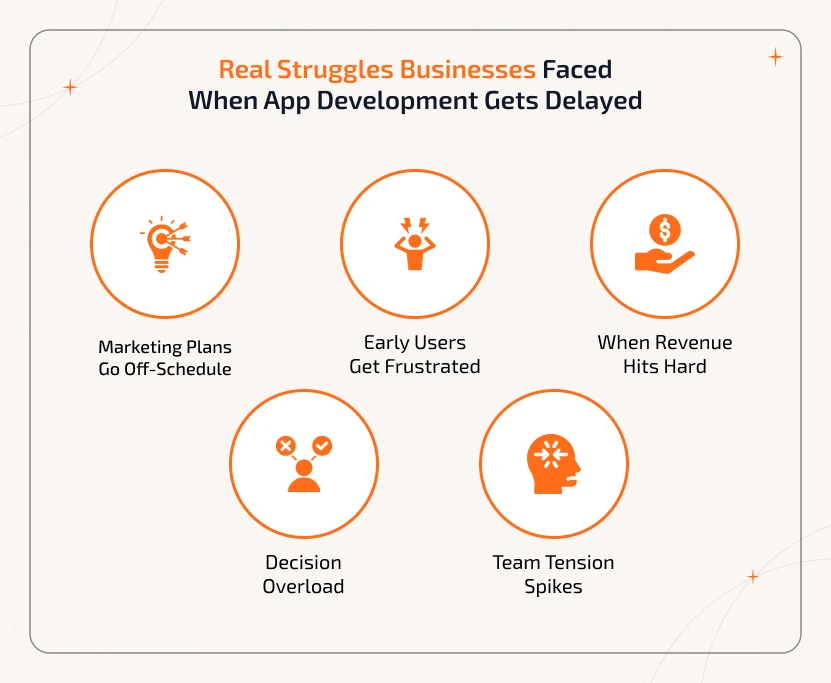 Real Struggles Businesses Faced
When App Development Gets Delayed
Marketing Plans
Go Off-Schedule
Early Users
Get Frustrated
$
When Revenue
Hits Hard
Decision
Overload
Team Tension
Spikes